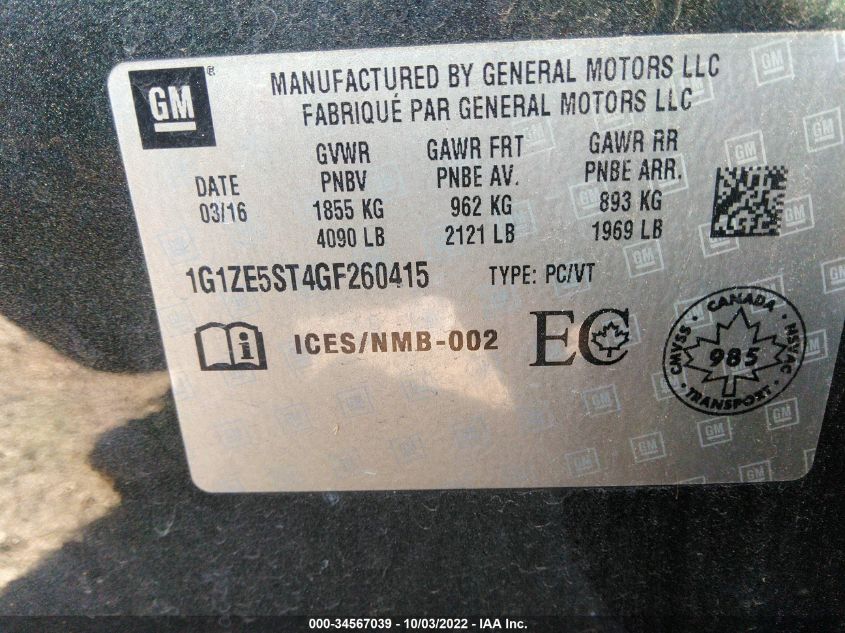 GM ®
MANUFACTURED BY GENERAL MOTORS LLC
FABRIQUÉ PAR GENERAL MOTORS LLC
GVWR GAWR FRT GAWR RR
DATE PNBV PNBE AV. PNBE ARR.
03/16 1855 KG 962 KG 893 KG
4090 LB 2121 LB 1969 LB
1G1ZE5ST4GF260415 TYPE: PC/VT
i ICES/NMB-002 EC
CANADA
CMVSS 985 NSVAC
TRANSPORT
000-34567039 - 10/03/2022 - IAA Inc.